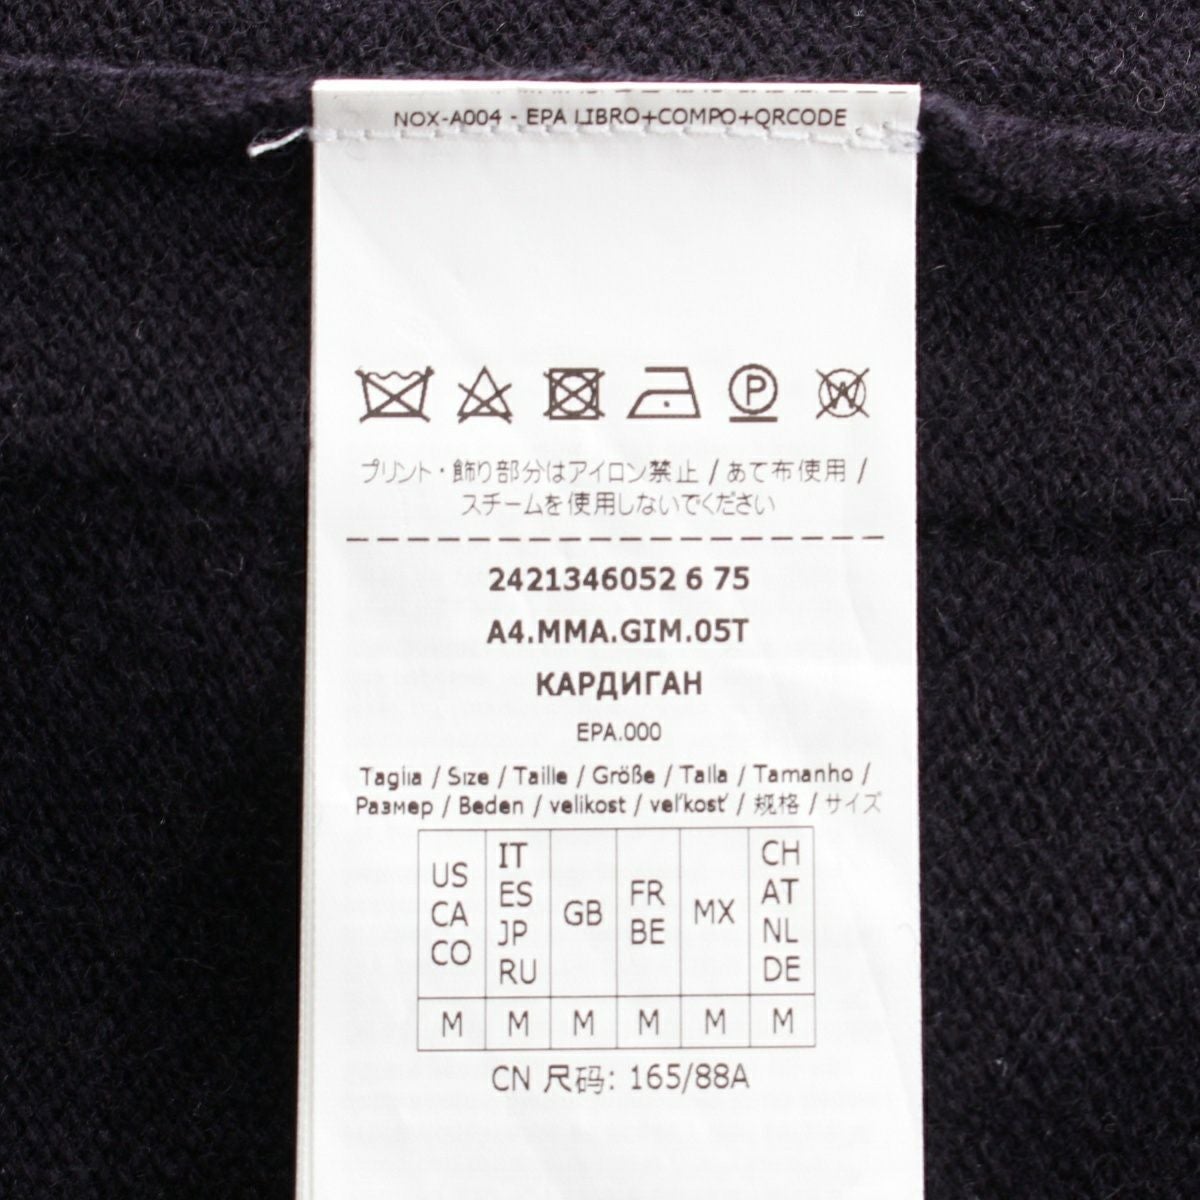 NOX-A004 - EPA LIBRO+COMPO+QRCODE
P
W
プリント・飾り部分はアイロン禁止 / あて布使用 /
スチームを使用しないでください
2421346052 6 75
A4.MMA.GIM.05T
КАРДИГАН
EPA.000
Taglia / Size / Taille / Größe / Talla / Tamanho /
Размер / Beden / velikost / veľkosť / 规格 / サイズ
US CA CO
IT ES JP RU
GB
FR BE
MX
CH AT NL DE
M M M M M M
CN 尺码: 165/88A